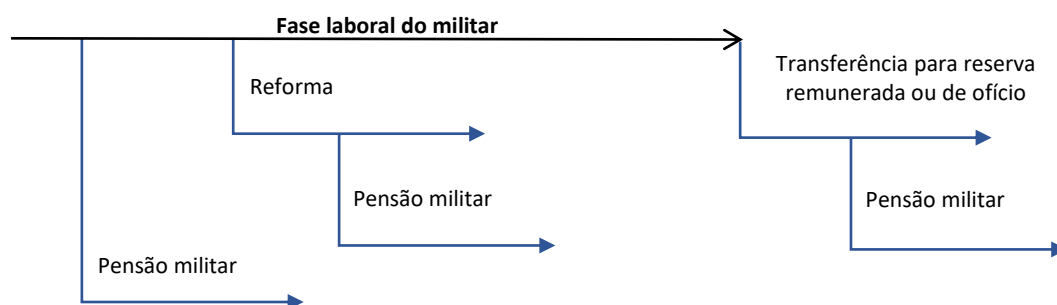 Fase laboral do militar
Reforma
Transferência para reserva
remunerada ou de ofício
Pensão militar
Pensão militar
Pensão militar